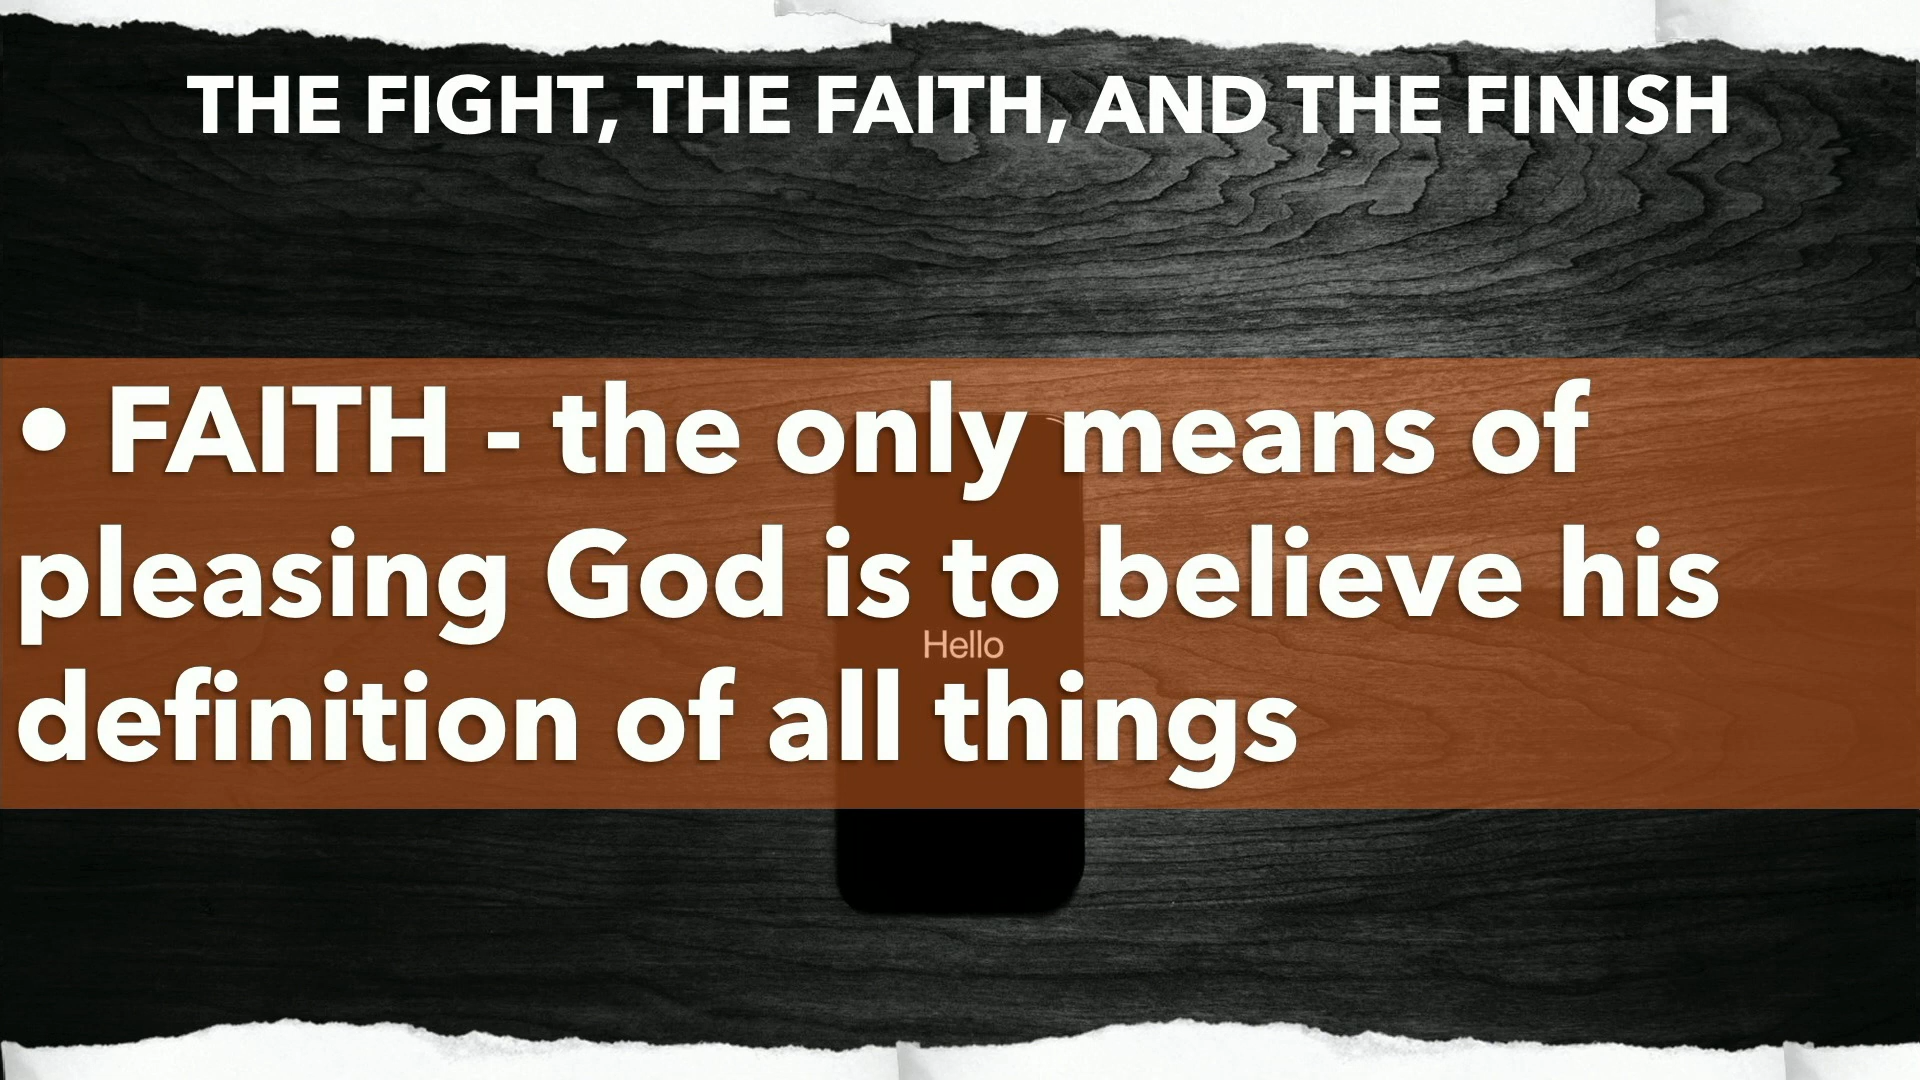 THE FIGHT, THE FAITH, AND THE FINISH
• FAITH - the only means of
pleasing God is to believe his
Hello
definition of all things